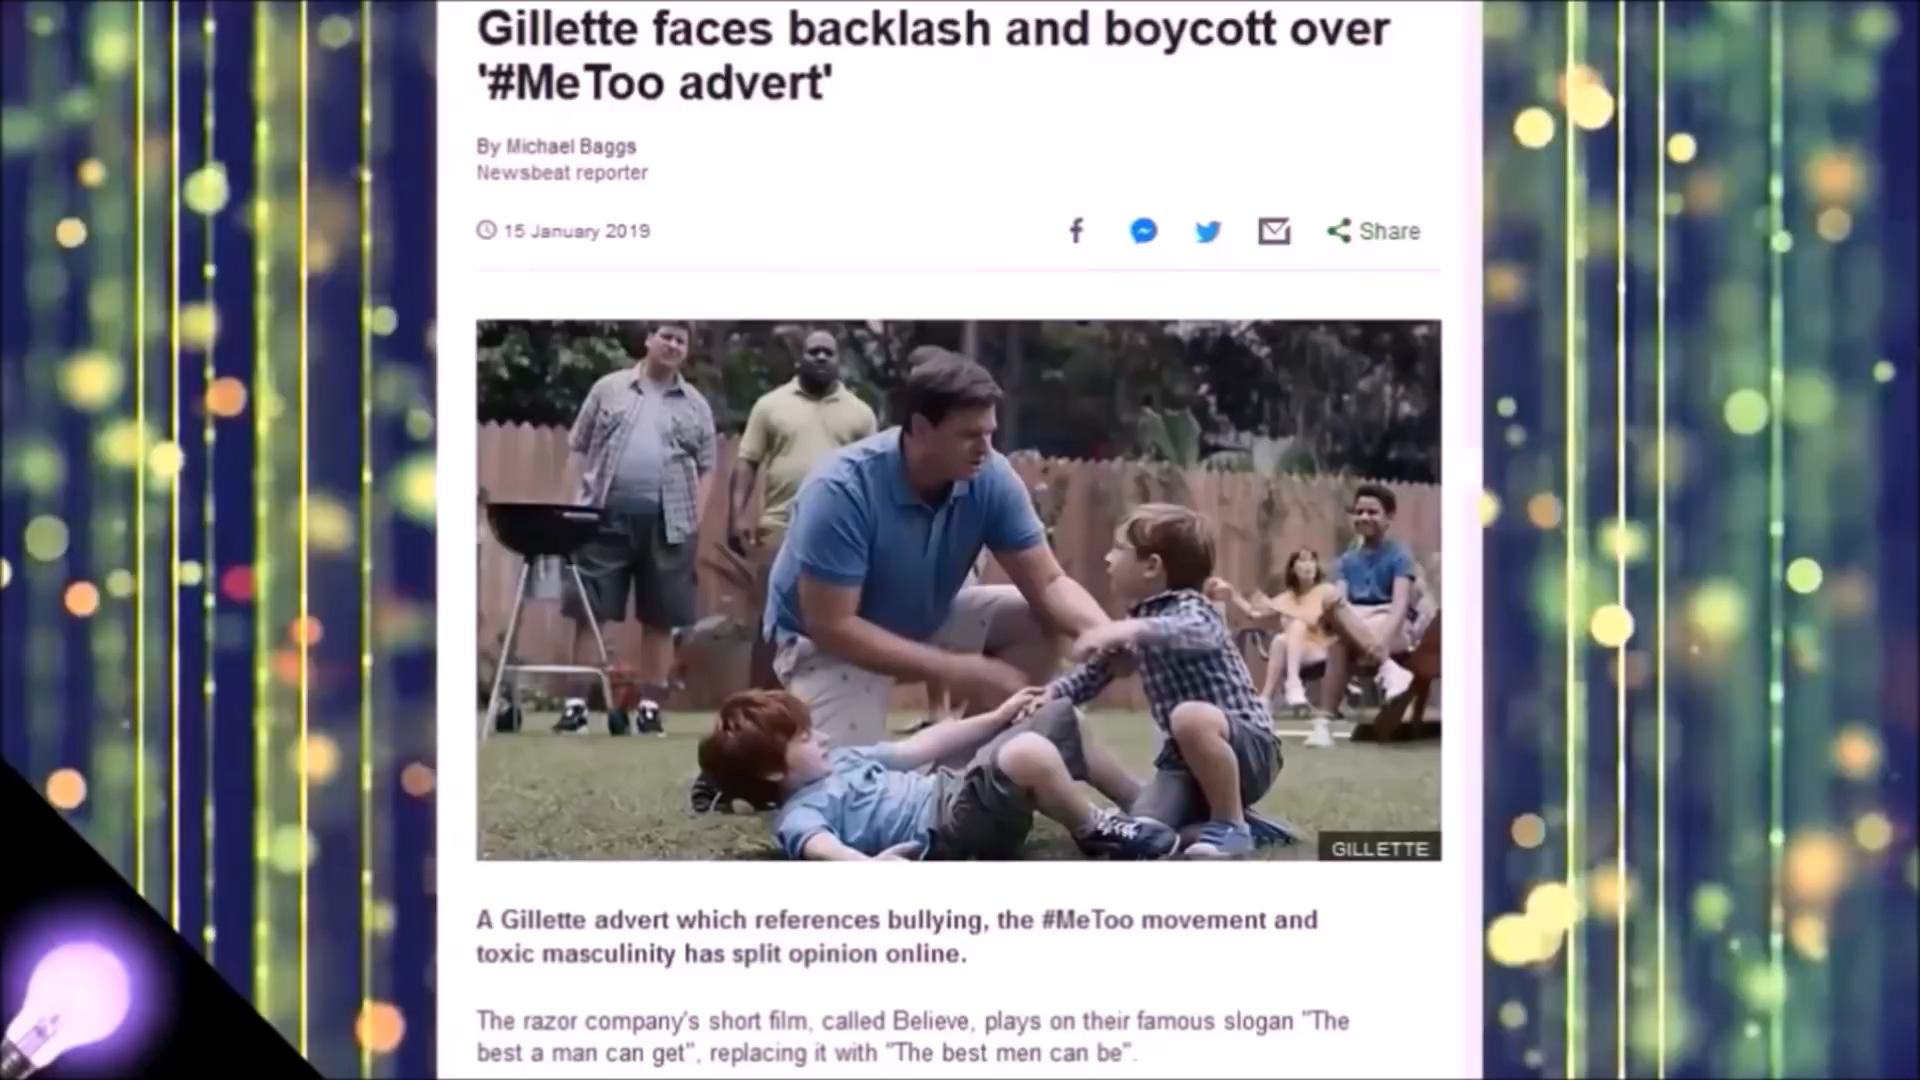 Gillette faces backlash and boycott over
'#MeToo advert'
By Michael Baggs
Newsbeat reporter
15 January 2019
Share
GILLETTE
A Gillette advert which references bullying, the #MeToo movement and
toxic masculinity has split opinion online.
The razor company's short film, called Believe, plays on their famous slogan "The
best a man can get", replacing it with "The best men can be".